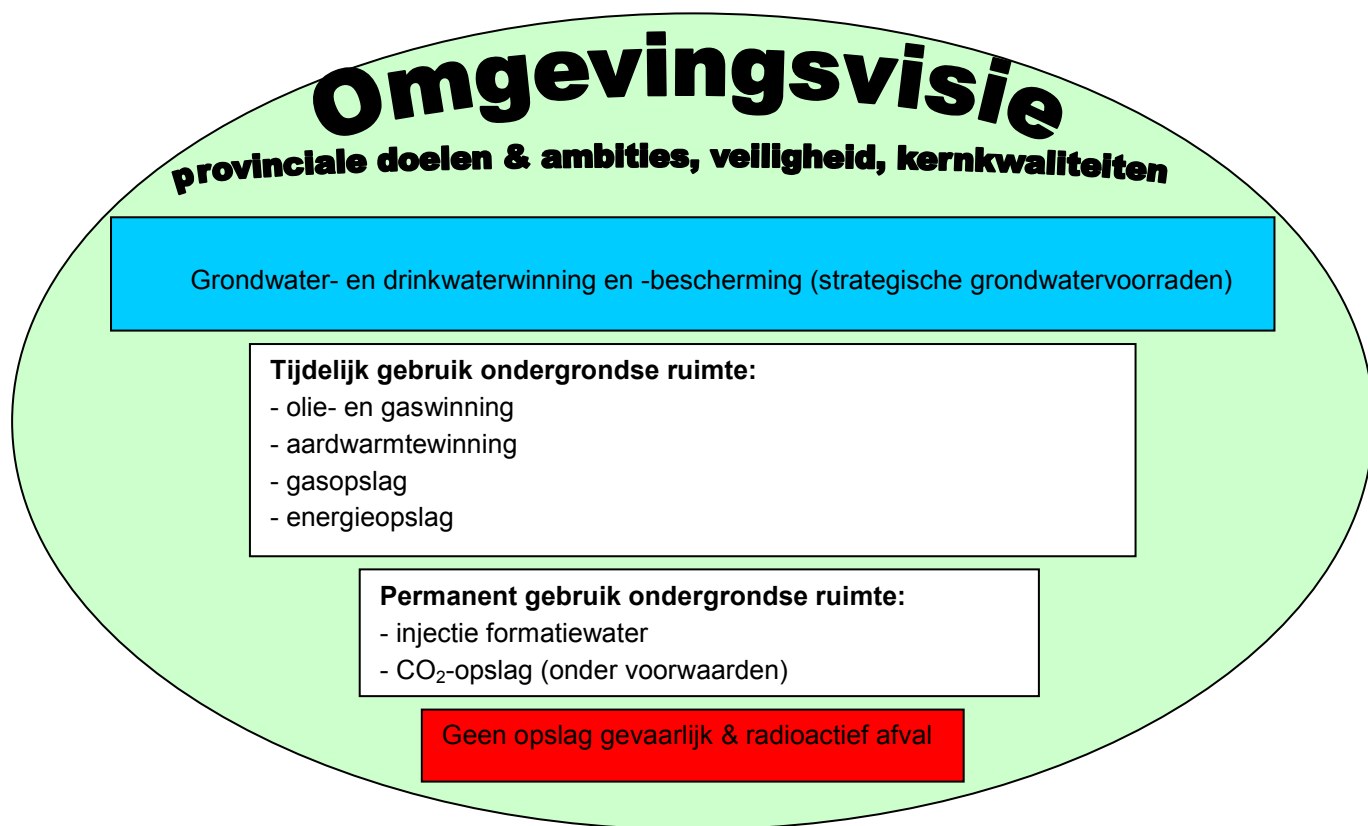 Omgevingsvisie
provinciale doelen & ambities, veiligheid, kernkwaliteiten
Grondwater- en drinkwaterwinning en -bescherming (strategische grondwatervoorraden)
Tijdelijk gebruik ondergrondse ruimte:
- olie- en gaswinning
- aardwarmtewinning
- gasopslag
- energieopslag
Permanent gebruik ondergrondse ruimte:
- injectie formatiewater
- CO₂-opslag (onder voorwaarden)
Geen opslag gevaarlijk & radioactief afval